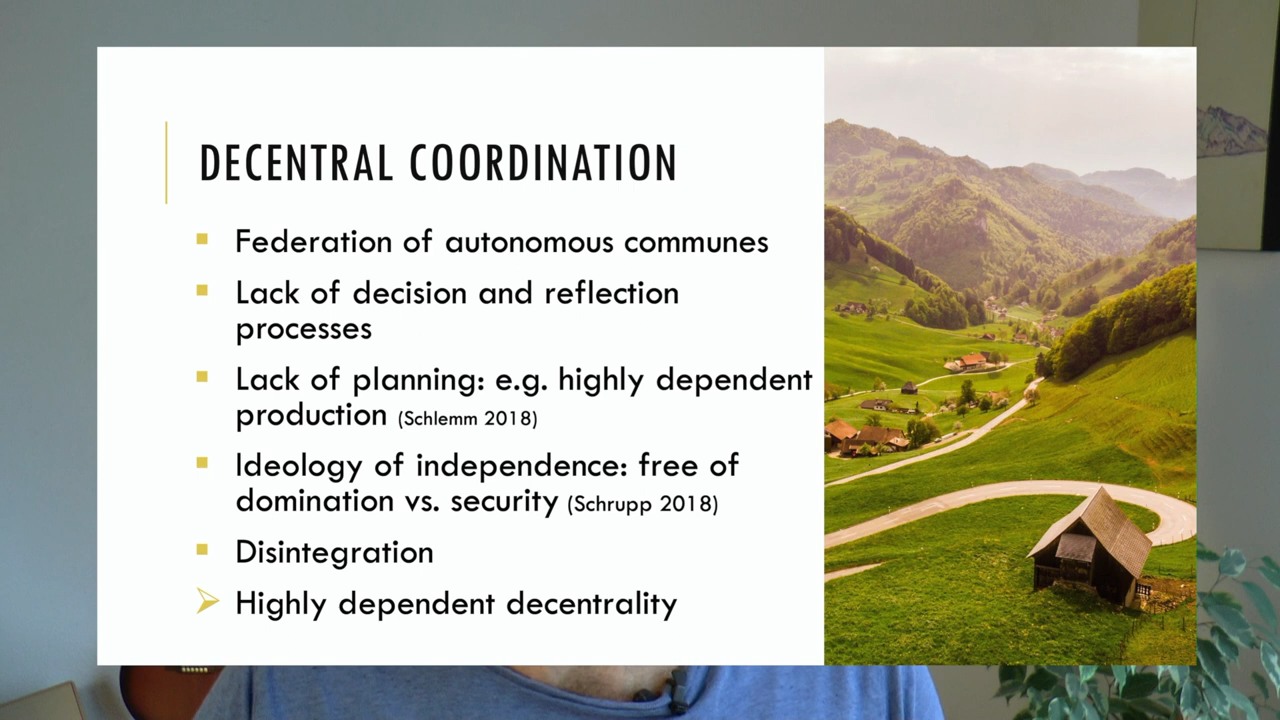 DECENTRAL COORDINATION
Federation of autonomous communes
Lack of decision and reflection
processes
Lack of planning: e.g. highly dependent
production (Schlemm 2018)
Ideology of independence: free of
domination vs. security (Schrupp 2018)
Disintegration
Highly dependent decentrality